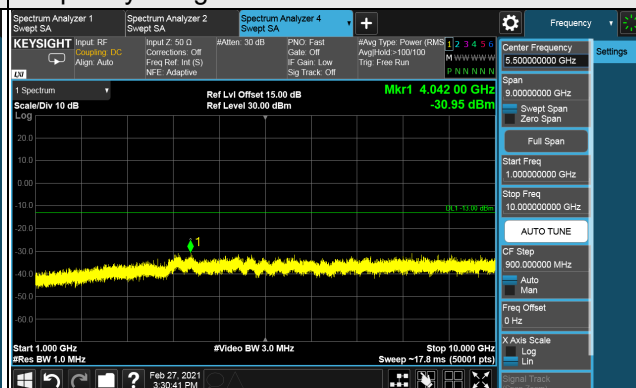 Spectrum Analyzer 1
Swept SA
Spectrum Analyzer 2
Swept SA
Spectrum Analyzer 4
Swept SA
Frequency
KEYSIGHT
Input: RF
Coupling: DC
Align: Auto
Input Z: 50 Ω
Corrections: Off
Freq Ref: Int (S)
NFE: Adaptive
#Atten: 30 dB
PNO: Fast
Gate: Off
IF Gain: Low
Sig Track: Off
#Avg Type: Power (RMS
Avg|Hold:>100/100
Trig: Free Run
1 2 3 4 5 6
M W W W W W
P N N N N N
LXI
1 Spectrum
Scale/Div 10 dB
Log
Ref Lvl Offset 15.00 dB
Ref Level 30.00 dBm
Mkr1 4.042 00 GHz
-30.95 dBm
20.0
10.0
0.00
-10.0
-20.0
-30.0
-40.0
-50.0
-60.0
DL1 -13.00 dBm
1
Start 1.000 GHz
#Res BW 1.0 MHz
#Video BW 3.0 MHz
Stop 10.000 GHz
Sweep ~17.8 ms (50001 pts)
Feb 27, 2021
3:30:41 PM
Center Frequency
5.500000000 GHz
Settings
Span
9.00000000 GHz
Swept Span
Zero Span
Full Span
Start Freq
1.000000000 GHz
Stop Freq
10.000000000 GHz
AUTO TUNE
CF Step
900.000000 MHz
Auto
Man
Freq Offset
0 Hz
X Axis Scale
Log
Lin
Signal Track